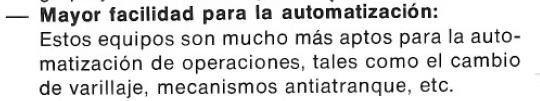 — Mayor facilidad para la automatización:
Estos equipos son mucho más aptos para la auto-
matización de operaciones, tales como el cambio
de varillaje, mecanismos antiatranque, etc.